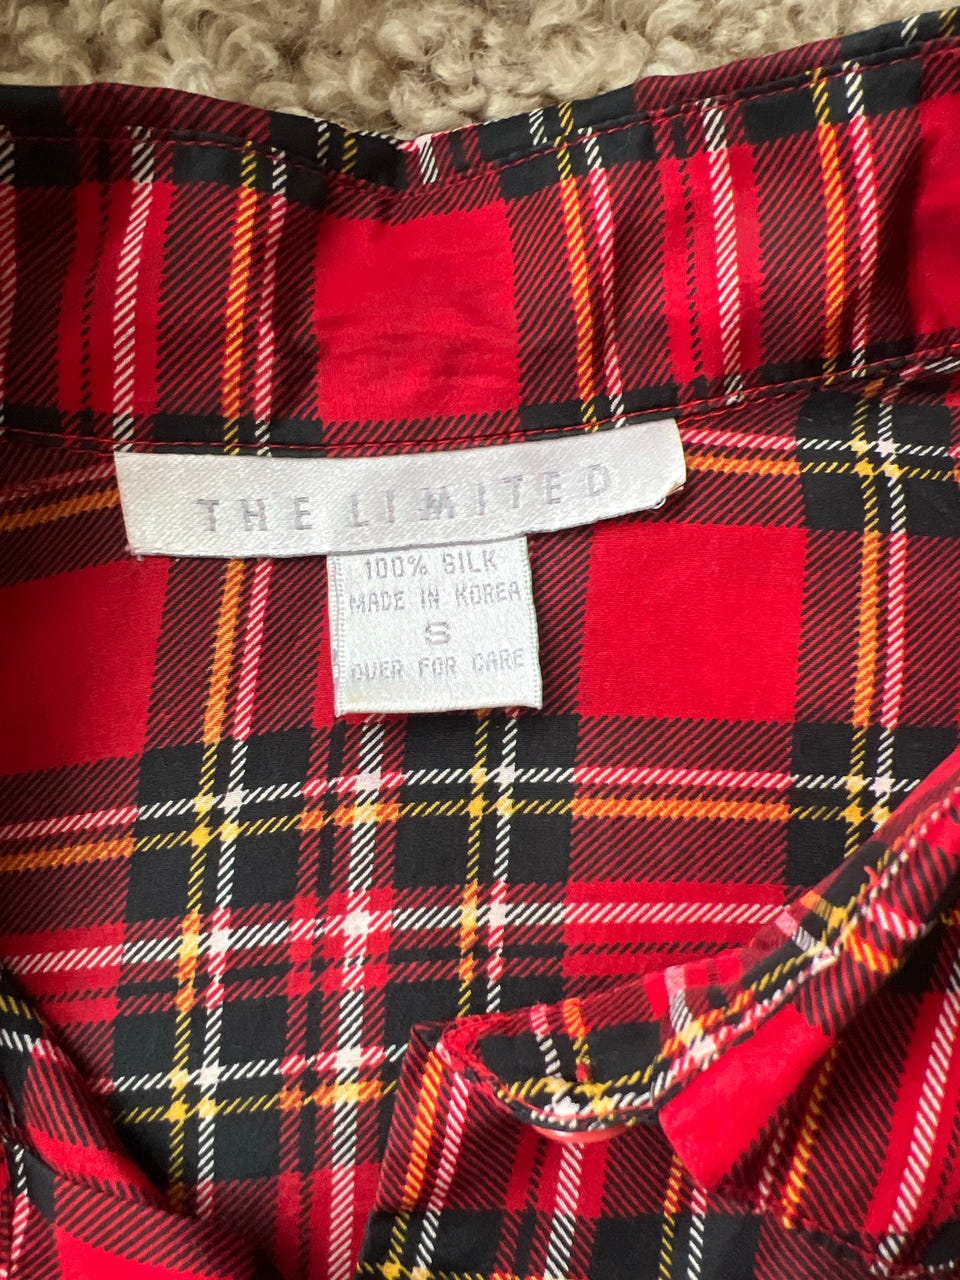 THE LIMITED
100% SILK
MADE IN KOREA
S
OVER FOR CARE